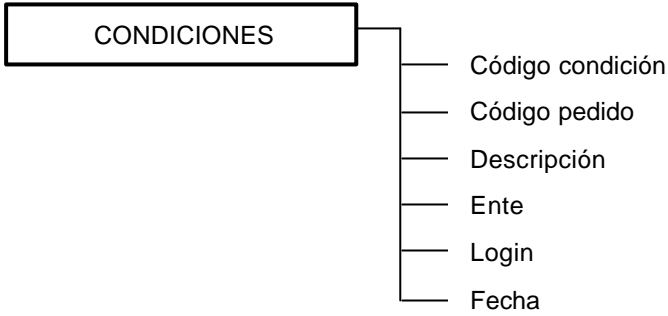 CONDICIONES
Código condición
Código pedido
Descripción
Ente
Login
Fecha